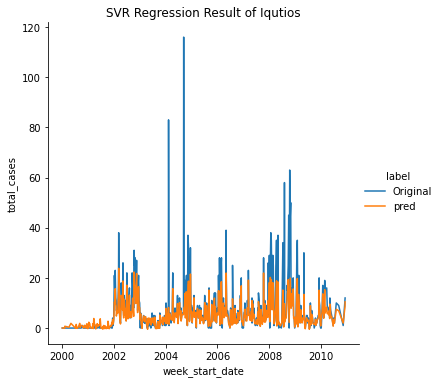 SVR Regression Result of Iqutios
120
100
80
60
40
20
0
total_cases
2000 2002 2004 2006 2008 2010
week_start_date
label
Original
pred